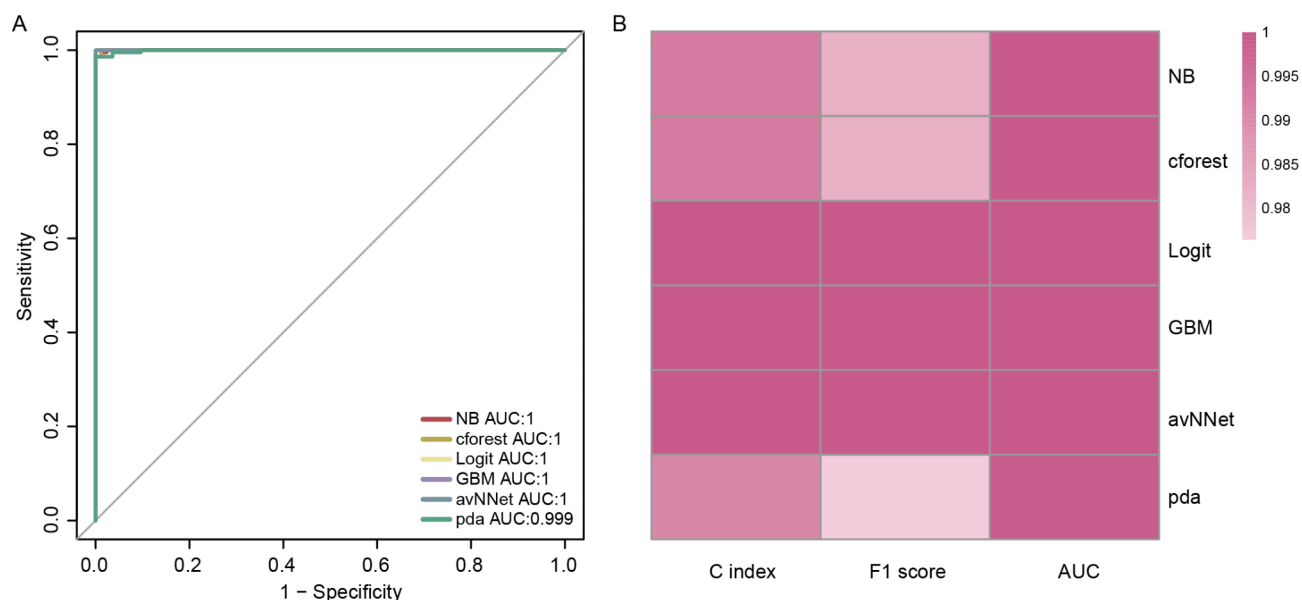 A
Sensitivity
1.0
0.8
0.6
0.4
0.2
0.0
NB AUC:1
cforest AUC:1
Logit AUC:1
GBM AUC:1
avNNet AUC:1
pda AUC:0.999
0.0 0.2 0.4 0.6 0.8 1.0
1 − Specificity
B
NB
cforest
Logit
GBM
avNNet
pda
C index F1 score AUC
1
0.995
0.99
0.985
0.98